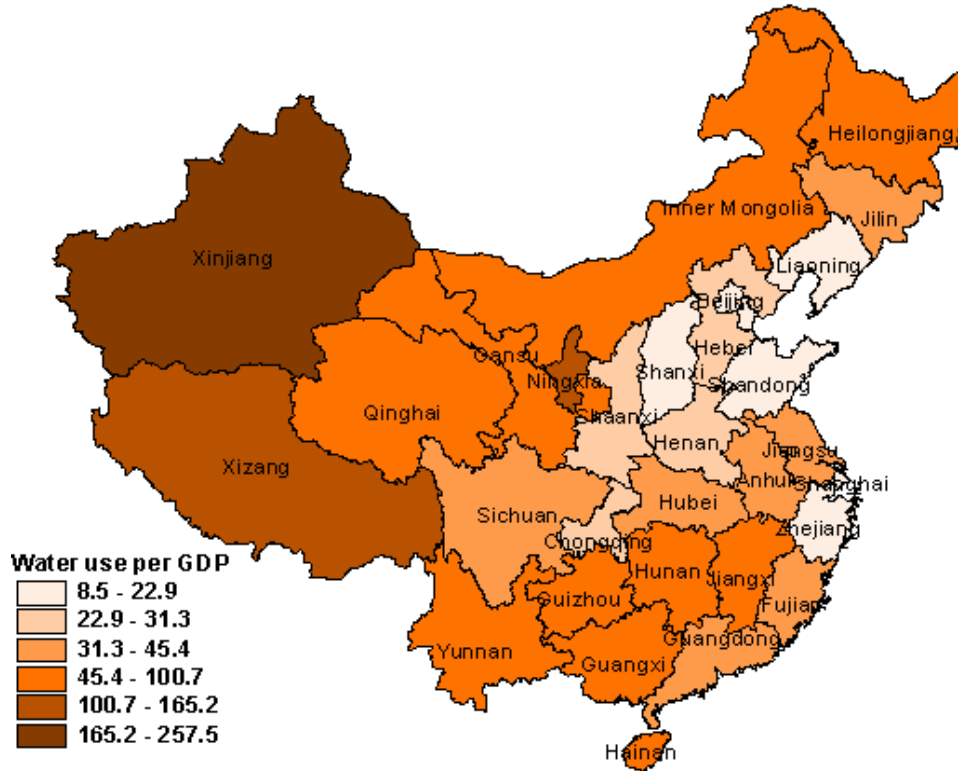 Heilongjiang
Inner Mongolia
Jilin
Xinjiang
Liaoning
Beijing
Hebei
Gansu
Ningxia
Shanxi
Shandong
Qinghai
Shaanxi
Henan
Jiangsu
Xizang
Anhui
Shanghai
Sichuan
Hubei
Zhejiang
Chongqing
Hunan
Jiangxi
Guizhou
Fujian
Guangdong
Yunnan
Guangxi
Hainan
Water use per GDP
8.5 - 22.9
22.9 - 31.3
31.3 - 45.4
45.4 - 100.7
100.7 - 165.2
165.2 - 257.5